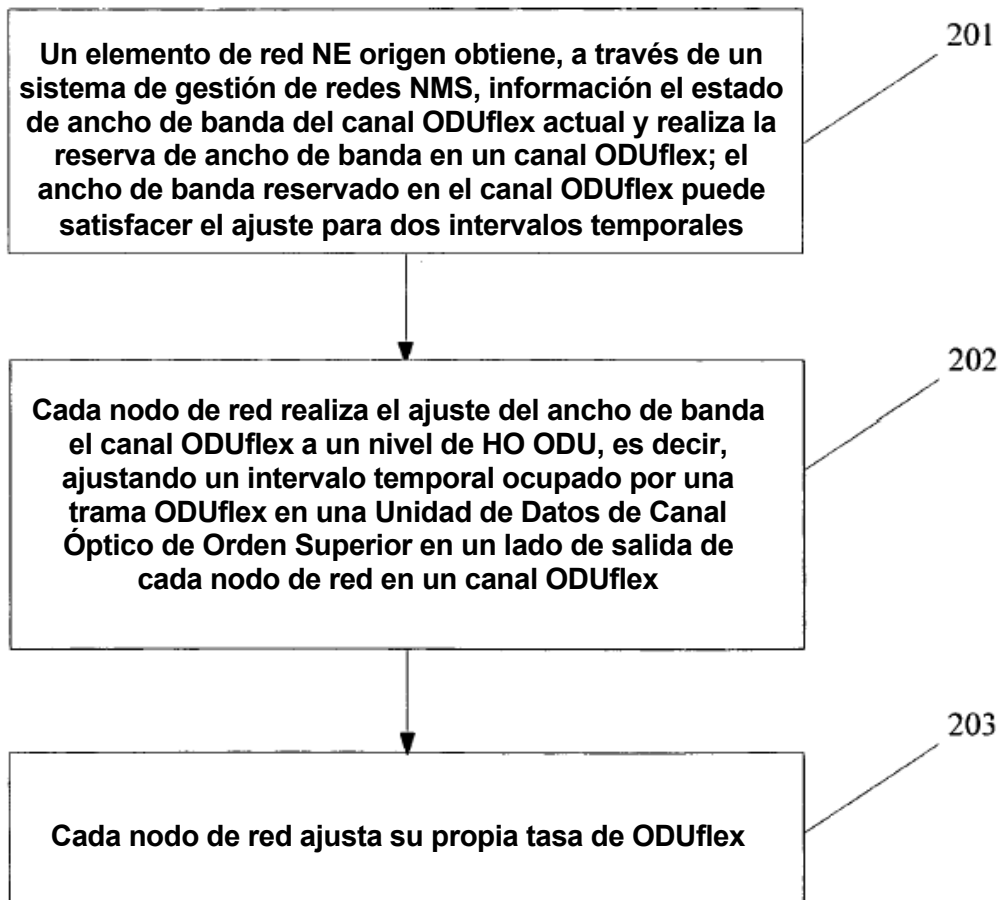 Un elemento de red NE origen obtiene, a través de un
sistema de gestión de redes NMS, información el estado
de ancho de banda del canal ODUflex actual y realiza la
reserva de ancho de banda en un canal ODUflex; el
ancho de banda reservado en el canal ODUflex puede
satisfacer el ajuste para dos intervalos temporales
201
Cada nodo de red realiza el ajuste del ancho de banda
el canal ODUflex a un nivel de HO ODU, es decir,
ajustando un intervalo temporal ocupado por una
trama ODUflex en una Unidad de Datos de Canal
Óptico de Orden Superior en un lado de salida de
cada nodo de red en un canal ODUflex
202
Cada nodo de red ajusta su propia tasa de ODUflex
203